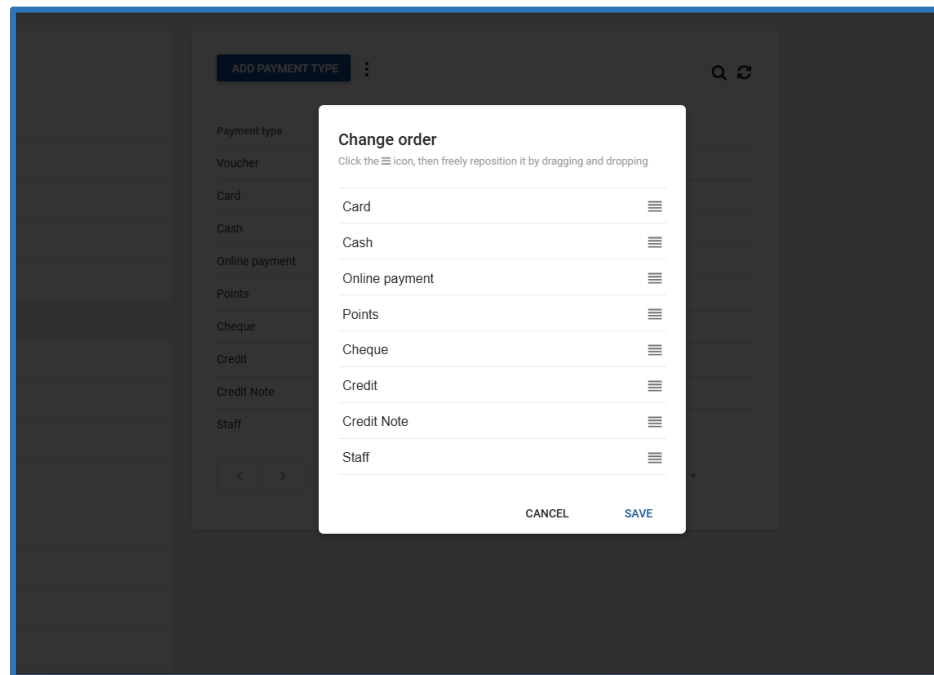 ADD PAYMENT TYPE
Payment type
Voucher
Card
Cash
Online payment
Points
Cheque
Credit
Credit Note
Staff
Change order
Click the icon, then freely reposition it by dragging and dropping
Card
Cash
Online payment
Points
Cheque
Credit
Credit Note
Staff
CANCEL SAVE